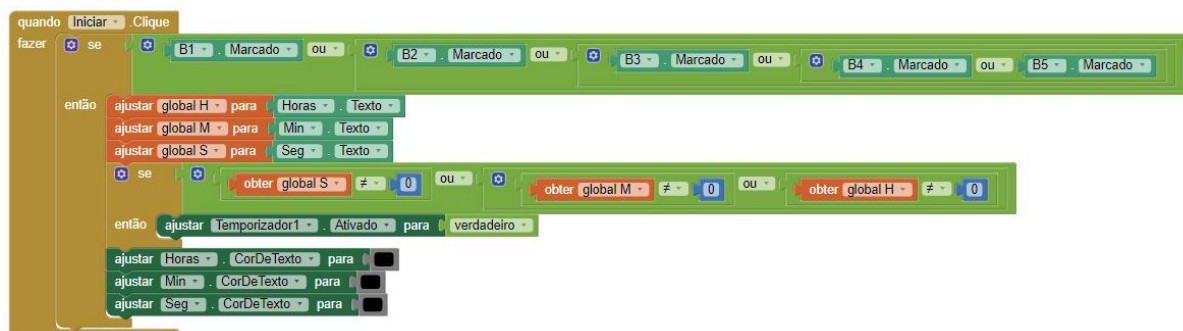 quando Iniciar .Clique
fazer se B1 . Marcado ou B2 . Marcado ou B3 . Marcado ou B4 . Marcado ou B5 . Marcado
então ajustar global H para Horas . Texto
ajustar global M para Min . Texto
ajustar global S para Seg . Texto
se obter global S ≠ 0 ou obter global M ≠ 0 ou obter global H ≠ 0
então ajustar Temporizador1 . Ativado para verdadeiro
ajustar Horas . CorDeTexto para
ajustar Min . CorDeTexto para
ajustar Seg . CorDeTexto para